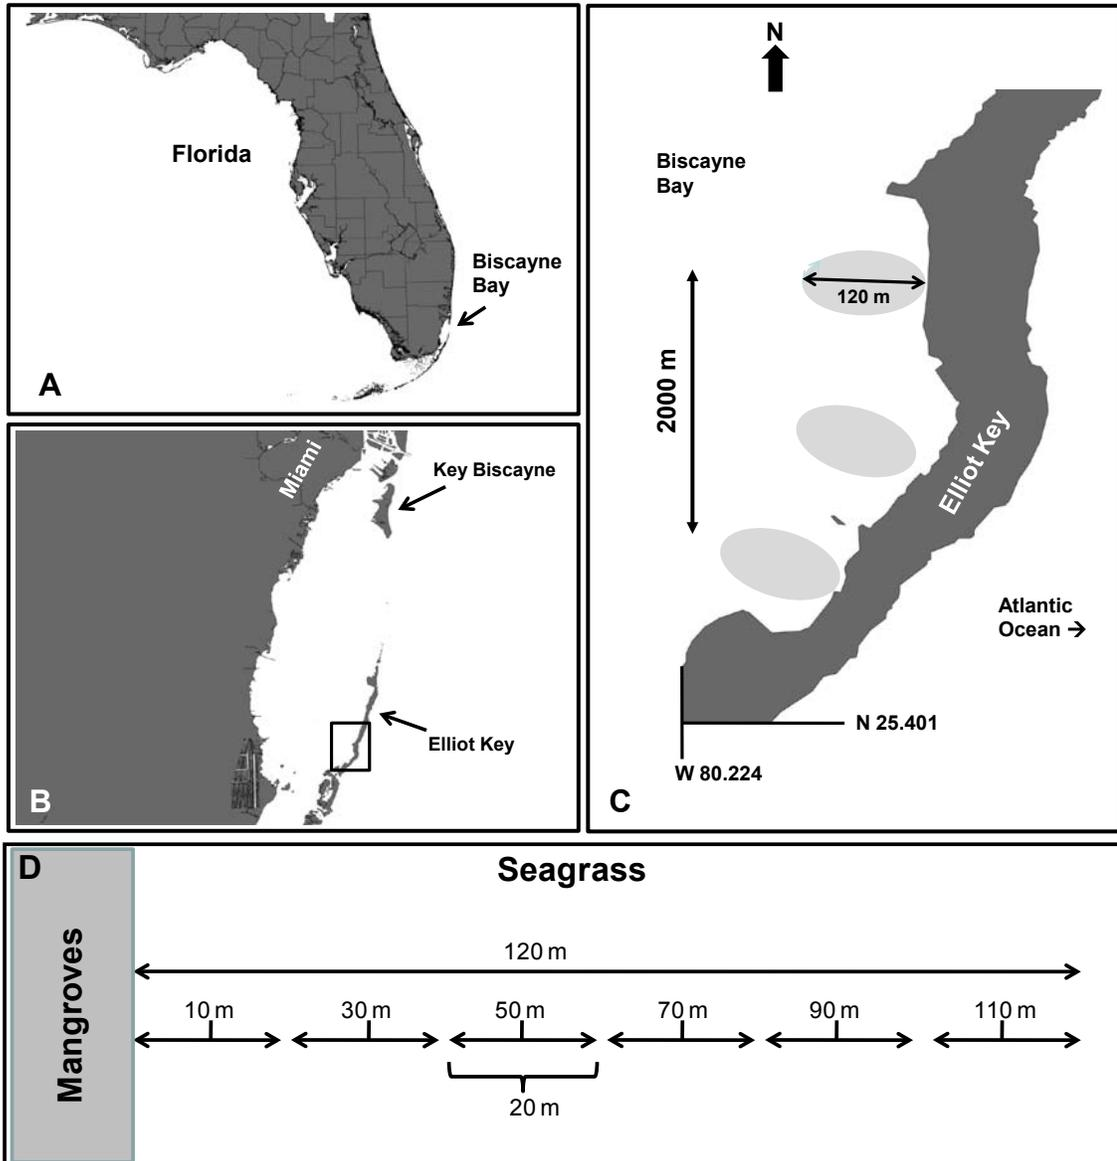 Florida
Biscayne
Bay
A
Miami
Key Biscayne
Elliot Key
B
N
Biscayne
Bay
120 m
2000 m
Elliot Key
Atlantic
Ocean →
N 25.401
W 80.224
C
D
Seagrass
Mangroves
120 m
10 m 30 m 50 m 70 m 90 m 110 m
20 m